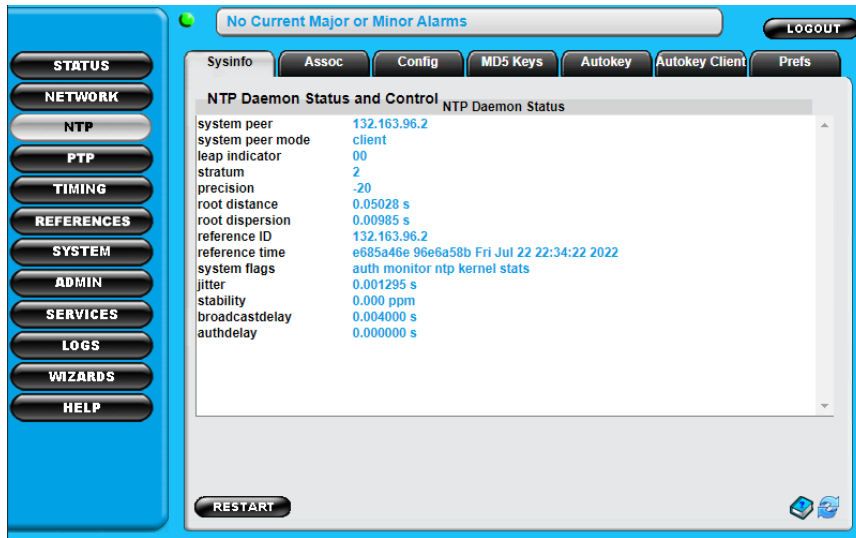 No Current Major or Minor Alarms
LOGOUT
STATUS
NETWORK
NTP
PTP
TIMING
REFERENCES
SYSTEM
ADMIN
SERVICES
LOGS
WIZARDS
HELP
Sysinfo Assoc Config MD5 Keys Autokey Autokey Client Prefs
NTP Daemon Status and Control
NTP Daemon Status
system peer 132.163.96.2
system peer mode client
leap indicator 00
stratum 2
precision -20
root distance 0.05028 s
root dispersion 0.00985 s
reference ID 132.163.96.2
reference time e685a46e 96e6a58b Fri Jul 22 22:34:22 2022
system flags auth monitor ntp kernel stats
jitter 0.001295 s
stability 0.000 ppm
broadcastdelay 0.004000 s
authdelay 0.000000 s
RESTART